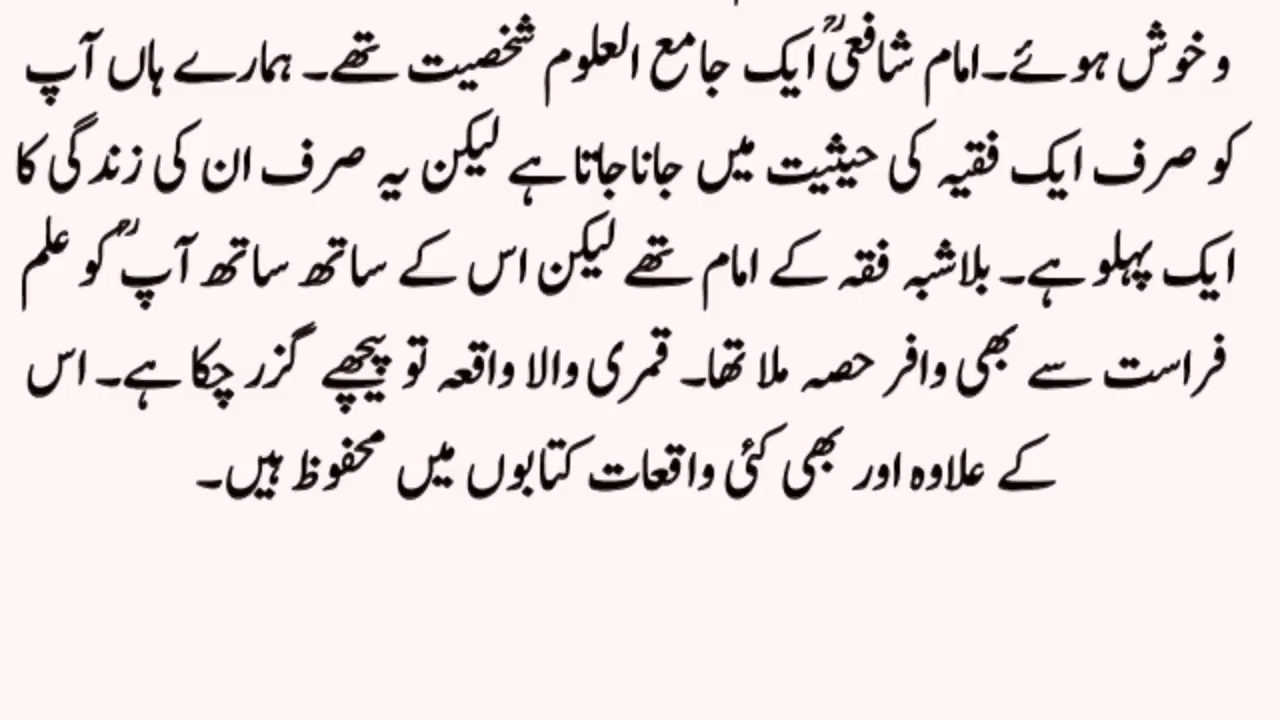 و خوش ہوئے۔امام شافعیؒ ایک جامع العلوم شخصیت تھے۔ ہمارے ہاں آپ
کو صرف ایک فقیہ کی حیثیت میں جاناجاتاہے لیکن یہ صرف ان کی زندگی کا
ایک پہلو ہے۔ بلاشبہ فقہ کے امام تھے لیکن اس کے ساتھ ساتھ آپؒ کو علم
فراست سے بھی وافر حصہ ملا تھا۔ قمری والا واقعہ تو پیچھے گزر چکا ہے۔ اس
کے علاوہ اور بھی کئی واقعات کتابوں میں محفوظ ہیں۔